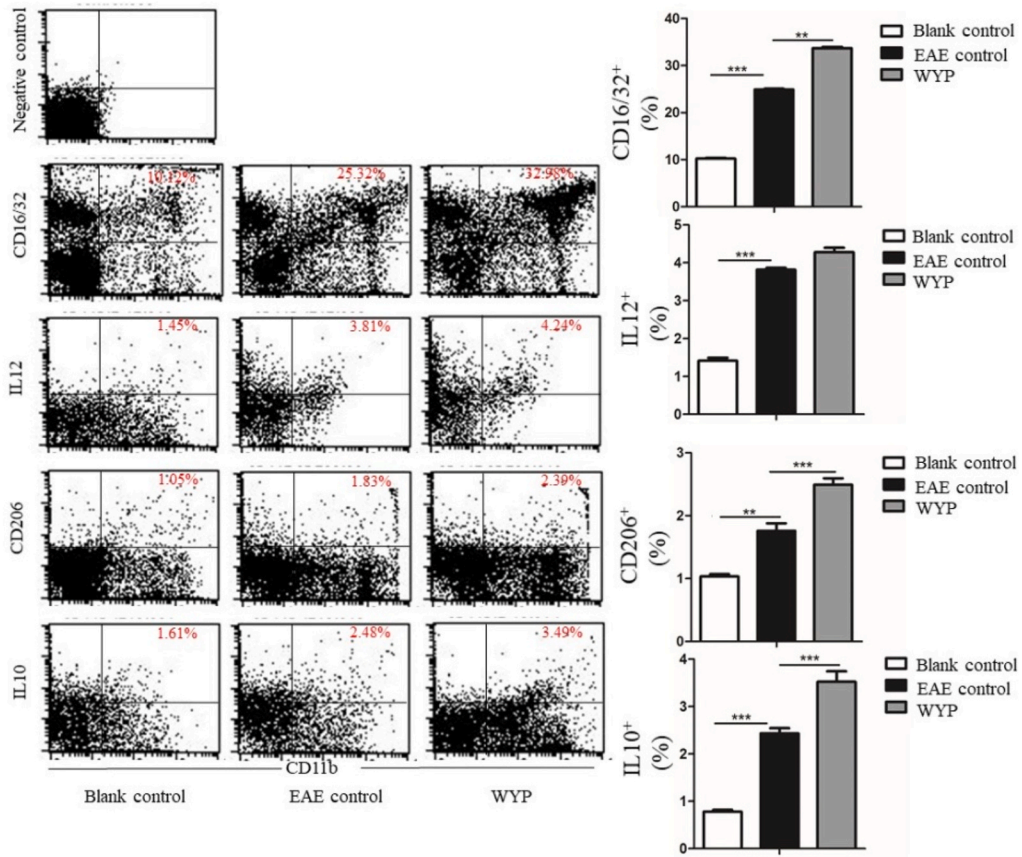 Negative control
CD16/32
10.12%
25.32%
32.98%
IL12
1.45%
3.81%
4.24%
CD206
1.05%
1.83%
2.39%
IL10
1.61%
2.48%
3.49%
CD11b
Blank control
EAE control
WYP
CD16/32⁺
(%)
40
30
20
10
0
***
**
Blank control
EAE control
WYP
IL12⁺
(%)
5
4
3
2
1
0
***
Blank control
EAE control
WYP
CD206⁺
(%)
3
2
1
0
**
***
Blank control
EAE control
WYP
IL10⁺
(%)
4
3
2
1
0
***
***
Blank control
EAE control
WYP